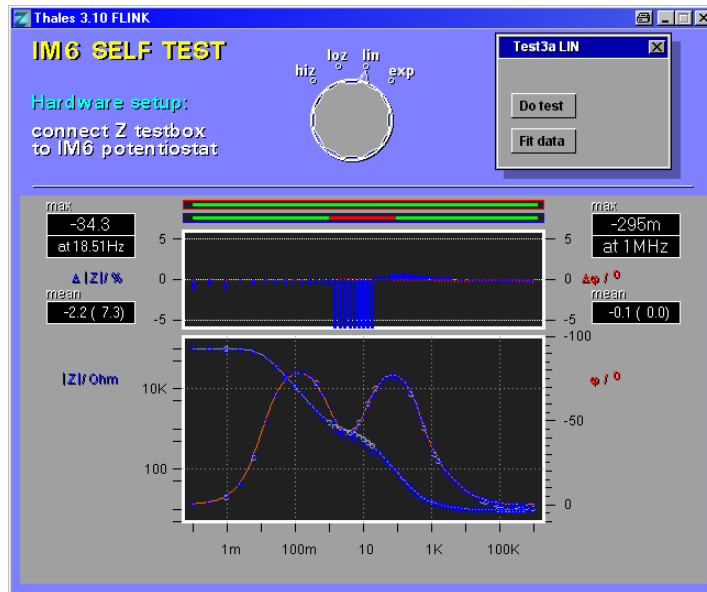 Thales 3.10 FLINK
IM6 SELF TEST
Hardware setup:
connect Z testbox
to IM6 potentiostat
hiz loz lin exp
Test3a LIN
Do test
Fit data
max
-34.3
at 18.51Hz
Δ |Z|/ %
mean
-2.2 ( 7.3)
5
0
-5
5
0
-5
max
-295m
at 1MHz
Δφ / °
mean
-0.1 ( 0.0)
|Z|/ Ohm
10K
100
-100
-50
0
φ / °
1m 100m 10 1K 100K